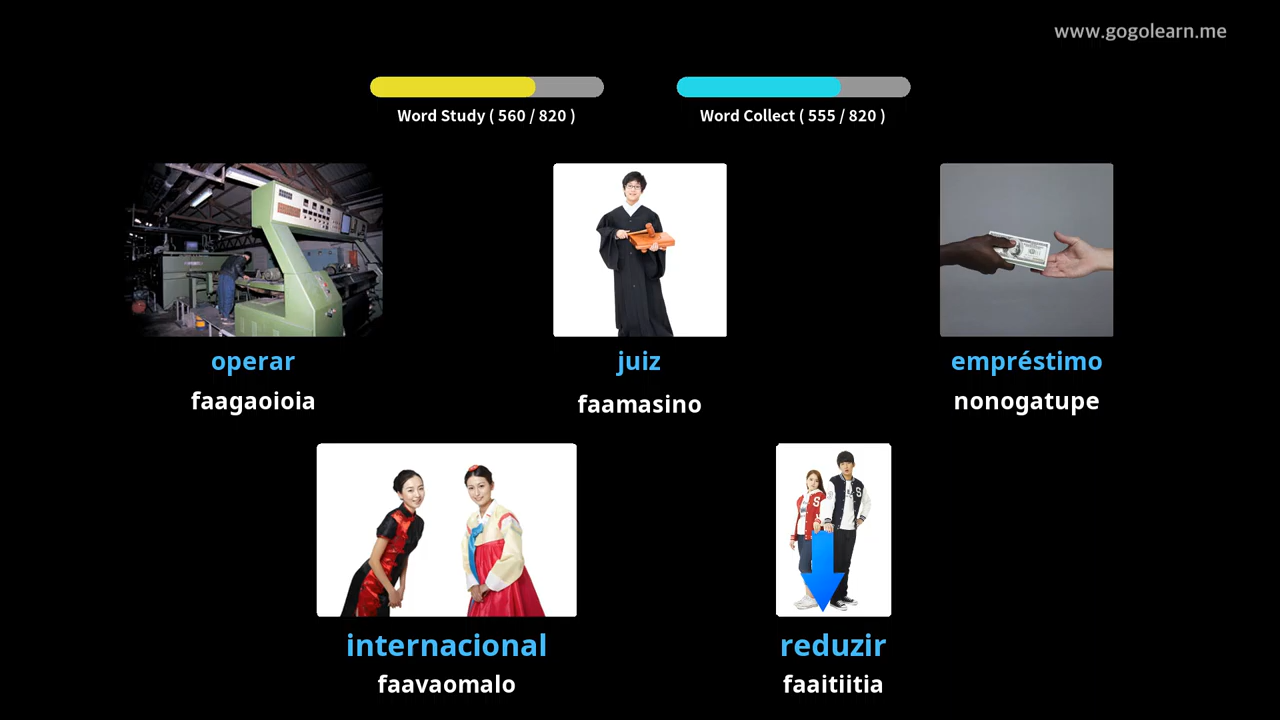 www.gogolearn.me
Word Study ( 560 / 820 )
Word Collect ( 555 / 820 )
operar
juiz
empréstimo
faagaoioia
faamasino
nonogatupe
internacional
reduzir
faavaomalo
faaitiitia